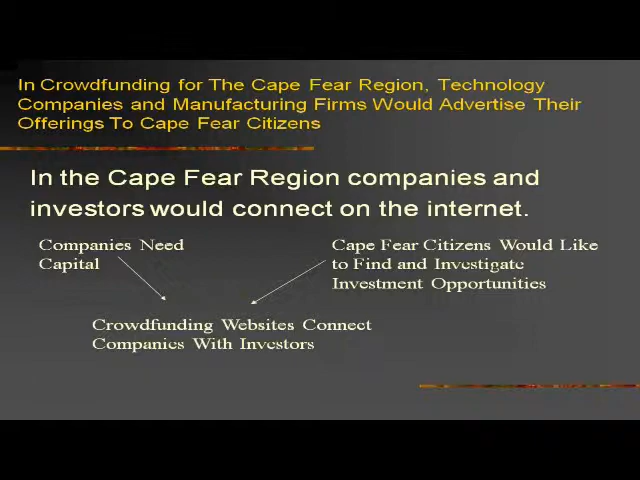 In Crowdfunding for The Cape Fear Region, Technology
Companies and Manufacturing Firms Would Advertise Their
Offerings To Cape Fear Citizens
In the Cape Fear Region companies and
investors would connect on the internet.
Companies Need
Capital
Cape Fear Citizens Would Like
to Find and Investigate
Investment Opportunities
Crowdfunding Websites Connect
Companies With Investors